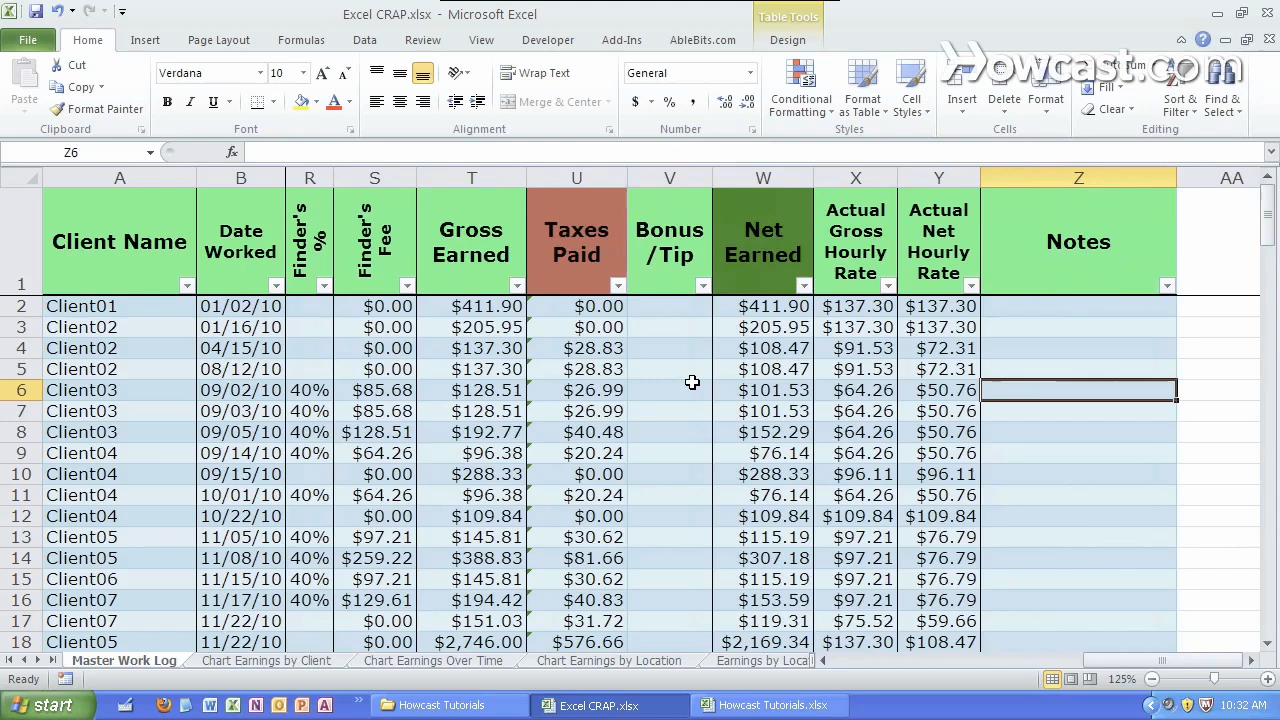 Excel CRAP.xlsx - Microsoft Excel
Table Tools
File Home Insert Page Layout Formulas Data Review View Developer Add-Ins AbleBits.com Design
Howcast.com
Paste
Cut
Copy
Format Painter
Clipboard
Verdana 10
B I U
Font
Wrap Text
Merge & Center
Alignment
General
$ % ,
Number
Conditional Formatting
Format as Table
Cell Styles
Styles
Insert Delete Format
Cells
Fill
Clear
Sort & Filter
Find & Select
Editing
Z6 fx
A B R S T U V W X Y Z AA
1 Client Name Date Worked Finder's % Finder's Fee Gross Earned Taxes Paid Bonus /Tip Net Earned Actual Gross Hourly Rate Actual Net Hourly Rate Notes
2 Client01 01/02/10 $0.00 $411.90 $0.00 $411.90 $137.30 $137.30
3 Client02 01/16/10 $0.00 $205.95 $0.00 $205.95 $137.30 $137.30
4 Client02 04/15/10 $0.00 $137.30 $28.83 $108.47 $91.53 $72.31
5 Client02 08/12/10 $0.00 $137.30 $28.83 $108.47 $91.53 $72.31
6 Client03 09/02/10 40% $85.68 $128.51 $26.99 $101.53 $64.26 $50.76
7 Client03 09/03/10 40% $85.68 $128.51 $26.99 $101.53 $64.26 $50.76
8 Client03 09/05/10 40% $128.51 $192.77 $40.48 $152.29 $64.26 $50.76
9 Client04 09/14/10 40% $64.26 $96.38 $20.24 $76.14 $64.26 $50.76
10 Client04 09/15/10 $0.00 $288.33 $0.00 $288.33 $96.11 $96.11
11 Client04 10/01/10 40% $64.26 $96.38 $20.24 $76.14 $64.26 $50.76
12 Client04 10/22/10 $0.00 $109.84 $0.00 $109.84 $109.84 $109.84
13 Client05 11/05/10 40% $97.21 $145.81 $30.62 $115.19 $97.21 $76.79
14 Client05 11/08/10 40% $259.22 $388.83 $81.66 $307.18 $97.21 $76.79
15 Client06 11/15/10 40% $97.21 $145.81 $30.62 $115.19 $97.21 $76.79
16 Client07 11/17/10 40% $129.61 $194.42 $40.83 $153.59 $97.21 $76.79
17 Client07 11/22/10 $0.00 $151.03 $31.72 $119.31 $75.52 $59.66
18 Client05 11/22/10 $0.00 $2,746.00 $576.66 $2,169.34 $137.30 $108.47
Master Work Log Chart Earnings by Client Chart Earnings Over Time Chart Earnings by Location Earnings by Loca
Ready 125%
start Howcast Tutorials Excel CRAP.xlsx Howcast Tutorials.xlsx 10:32 AM